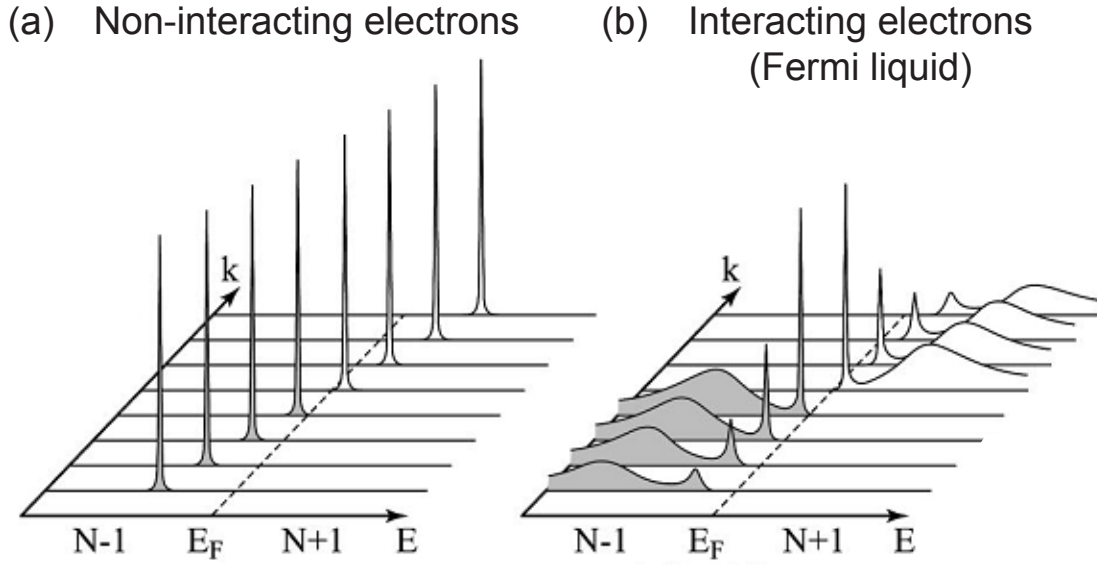 (a) Non-interacting electrons
(b) Interacting electrons
(Fermi liquid)
k
N-1 E_F N+1 E
k
N-1 E_F N+1 E